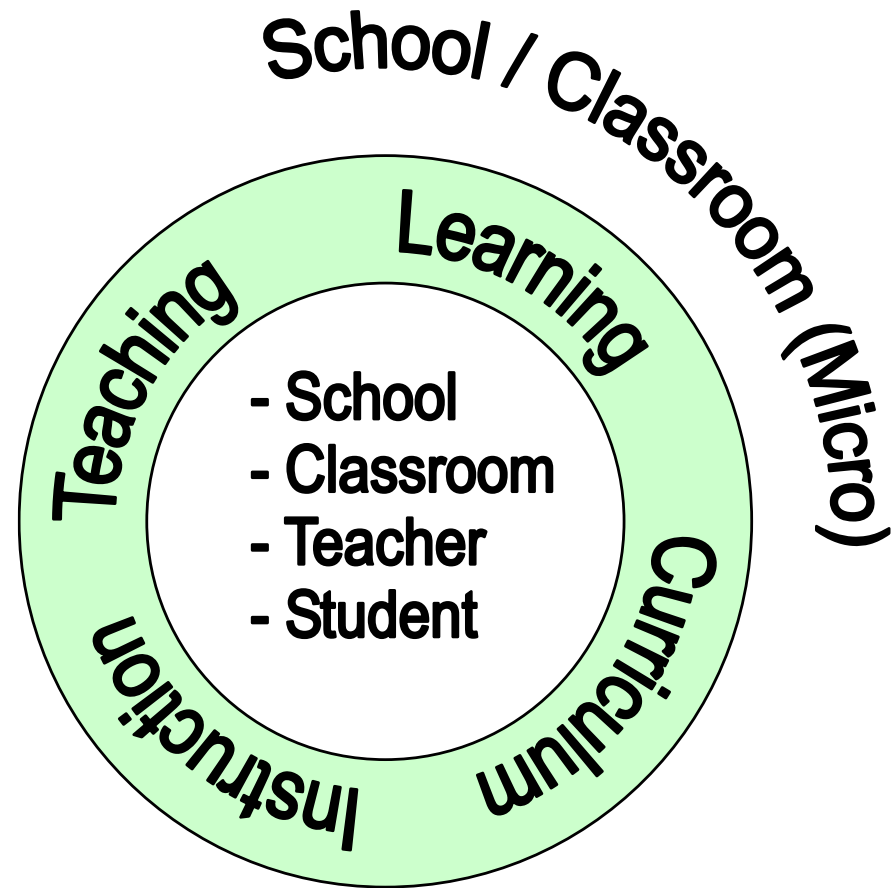 School / Classroom (Micro)
Learning
Curriculum
Instruction
Teaching
- School
- Classroom
- Teacher
- Student